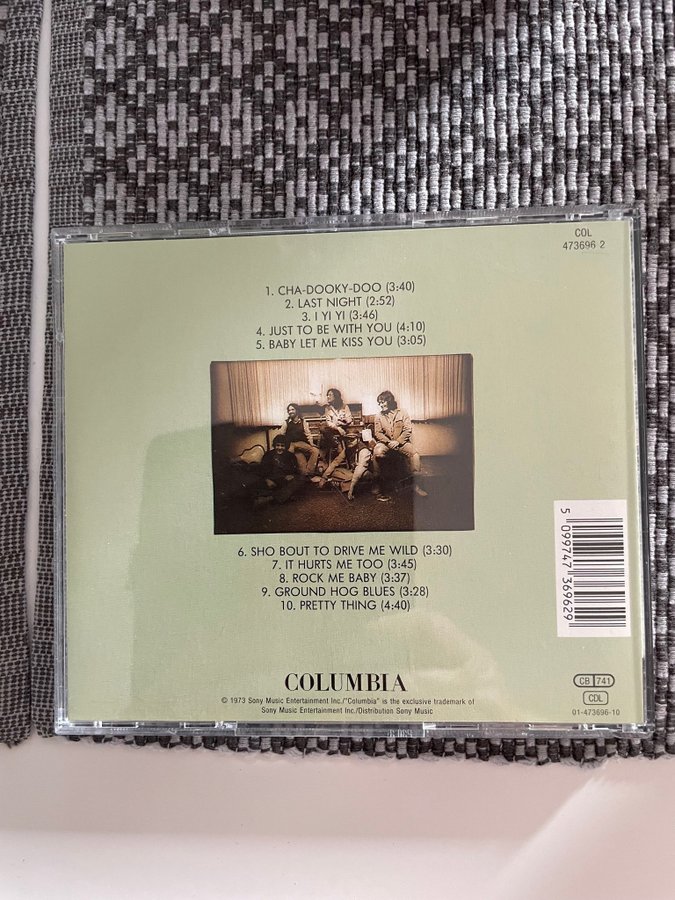 COL
473696 2
1. CHA-DOOKY-DOO (3:40)
2. LAST NIGHT (2:52)
3. I YI YI (3:46)
4. JUST TO BE WITH YOU (4:10)
5. BABY LET ME KISS YOU (3:05)
6. SHO BOUT TO DRIVE ME WILD (3:30)
7. IT HURTS ME TOO (3:45)
8. ROCK ME BABY (3:37)
9. GROUND HOG BLUES (3:28)
10. PRETTY THING (4:40)
5 099747 369629
COLUMBIA
© 1973 Sony Music Entertainment Inc./"Columbia" is the exclusive trademark of
Sony Music Entertainment Inc./Distribution Sony Music
CB 741
CDL
01-473696-10